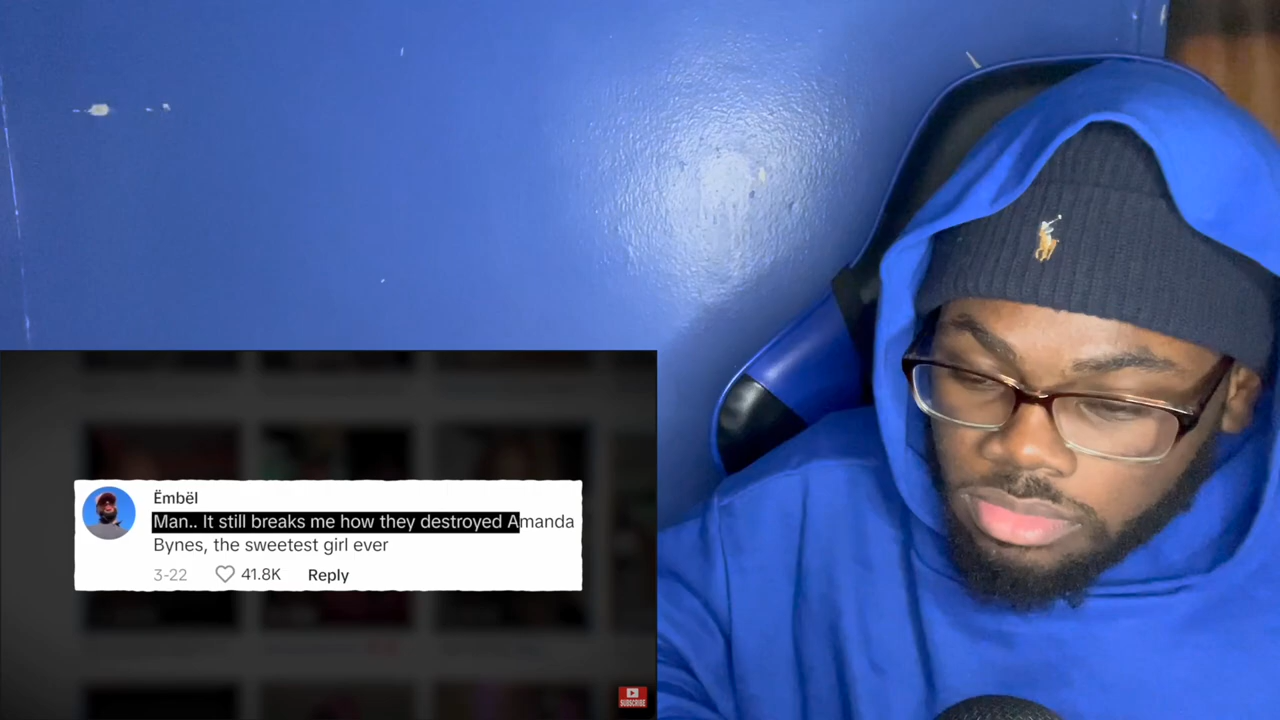 Ëmbël
Man.. It still breaks me how they destroyed Amanda
Bynes, the sweetest girl ever
3-22 41.8K Reply
SUBSCRIBE